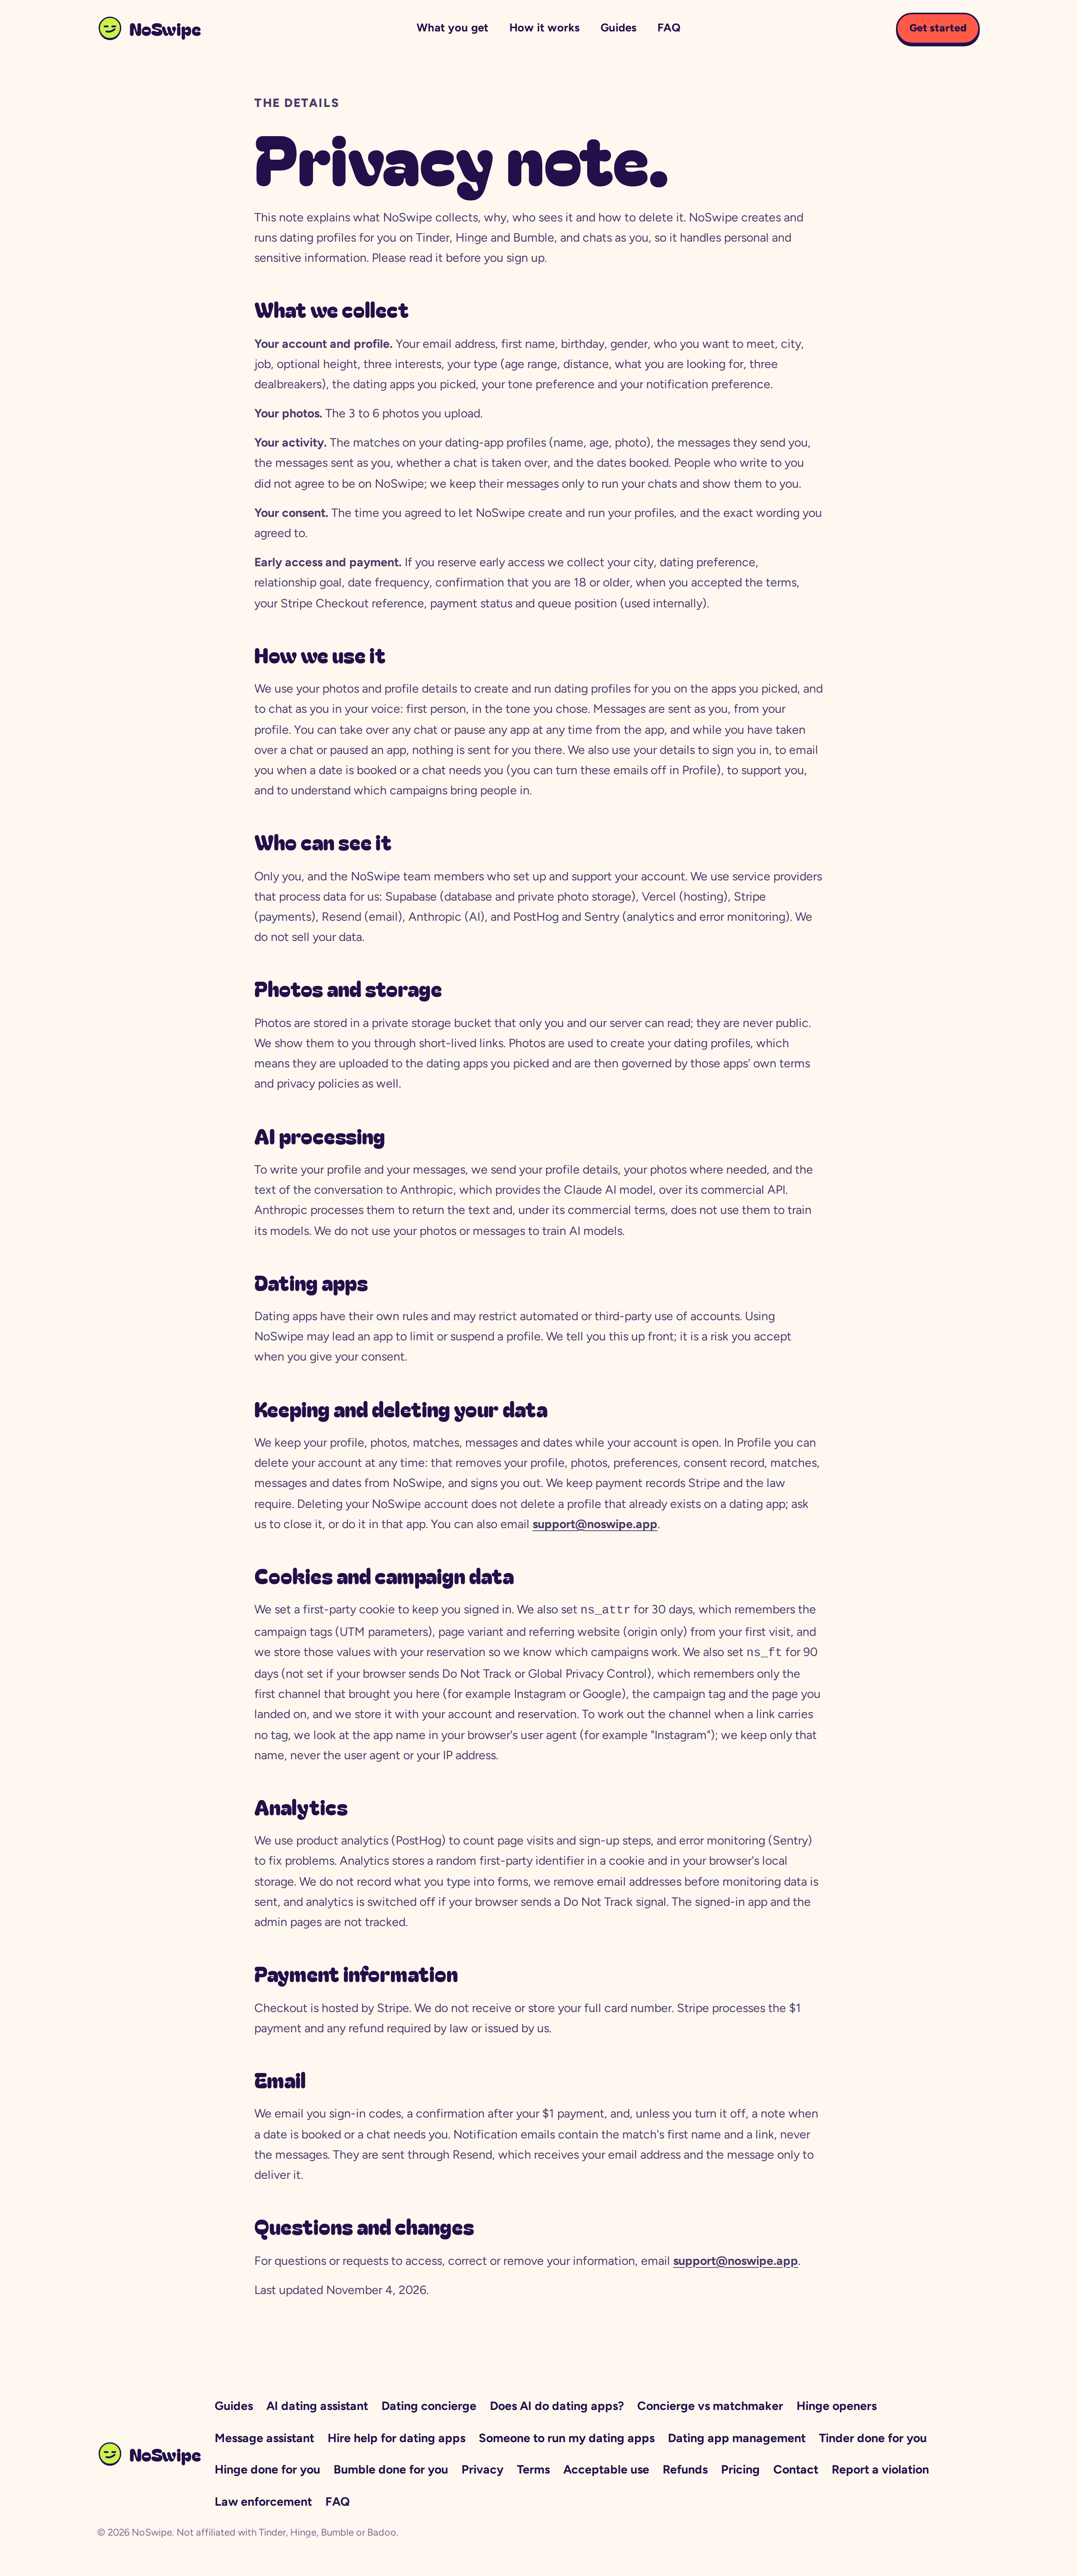 NoSwipe
What you get How it works Guides FAQ
Get started
THE DETAILS
Privacy note.
This note explains what NoSwipe collects, why, who sees it and how to delete it. NoSwipe creates and
runs dating profiles for you on Tinder, Hinge and Bumble, and chats as you, so it handles personal and
sensitive information. Please read it before you sign up.
What we collect
Your account and profile. Your email address, first name, birthday, gender, who you want to meet, city,
job, optional height, three interests, your type (age range, distance, what you are looking for, three
dealbreakers), the dating apps you picked, your tone preference and your notification preference.
Your photos. The 3 to 6 photos you upload.
Your activity. The matches on your dating-app profiles (name, age, photo), the messages they send you,
the messages sent as you, whether a chat is taken over, and the dates booked. People who write to you
did not agree to be on NoSwipe; we keep their messages only to run your chats and show them to you.
Your consent. The time you agreed to let NoSwipe create and run your profiles, and the exact wording you
agreed to.
Early access and payment. If you reserve early access we collect your city, dating preference,
relationship goal, date frequency, confirmation that you are 18 or older, when you accepted the terms,
your Stripe Checkout reference, payment status and queue position (used internally).
How we use it
We use your photos and profile details to create and run dating profiles for you on the apps you picked, and
to chat as you in your voice: first person, in the tone you chose. Messages are sent as you, from your
profile. You can take over any chat or pause any app at any time from the app, and while you have taken
over a chat or paused an app, nothing is sent for you there. We also use your details to sign you in, to email
you when a date is booked or a chat needs you (you can turn these emails off in Profile), to support you,
and to understand which campaigns bring people in.
Who can see it
Only you, and the NoSwipe team members who set up and support your account. We use service providers
that process data for us: Supabase (database and private photo storage), Vercel (hosting), Stripe
(payments), Resend (email), Anthropic (AI), and PostHog and Sentry (analytics and error monitoring). We
do not sell your data.
Photos and storage
Photos are stored in a private storage bucket that only you and our server can read; they are never public.
We show them to you through short-lived links. Photos are used to create your dating profiles, which
means they are uploaded to the dating apps you picked and are then governed by those apps' own terms
and privacy policies as well.
AI processing
To write your profile and your messages, we send your profile details, your photos where needed, and the
text of the conversation to Anthropic, which provides the Claude AI model, over its commercial API.
Anthropic processes them to return the text and, under its commercial terms, does not use them to train
its models. We do not use your photos or messages to train AI models.
Dating apps
Dating apps have their own rules and may restrict automated or third-party use of accounts. Using
NoSwipe may lead an app to limit or suspend a profile. We tell you this up front; it is a risk you accept
when you give your consent.
Keeping and deleting your data
We keep your profile, photos, matches, messages and dates while your account is open. In Profile you can
delete your account at any time: that removes your profile, photos, preferences, consent record, matches,
messages and dates from NoSwipe, and signs you out. We keep payment records Stripe and the law
require. Deleting your NoSwipe account does not delete a profile that already exists on a dating app; ask
us to close it, or do it in that app. You can also email support@noswipe.app.
Cookies and campaign data
We set a first-party cookie to keep you signed in. We also set ns_attr for 30 days, which remembers the
campaign tags (UTM parameters), page variant and referring website (origin only) from your first visit, and
we store those values with your reservation so we know which campaigns work. We also set ns_ft for 90
days (not set if your browser sends Do Not Track or Global Privacy Control), which remembers only the
first channel that brought you here (for example Instagram or Google), the campaign tag and the page you
landed on, and we store it with your account and reservation. To work out the channel when a link carries
no tag, we look at the app name in your browser's user agent (for example "Instagram"); we keep only that
name, never the user agent or your IP address.
Analytics
We use product analytics (PostHog) to count page visits and sign-up steps, and error monitoring (Sentry)
to fix problems. Analytics stores a random first-party identifier in a cookie and in your browser's local
storage. We do not record what you type into forms, we remove email addresses before monitoring data is
sent, and analytics is switched off if your browser sends a Do Not Track signal. The signed-in app and the
admin pages are not tracked.
Payment information
Checkout is hosted by Stripe. We do not receive or store your full card number. Stripe processes the $1
payment and any refund required by law or issued by us.
Email
We email you sign-in codes, a confirmation after your $1 payment, and, unless you turn it off, a note when
a date is booked or a chat needs you. Notification emails contain the match's first name and a link, never
the messages. They are sent through Resend, which receives your email address and the message only to
deliver it.
Questions and changes
For questions or requests to access, correct or remove your information, email support@noswipe.app.
Last updated November 4, 2026.
Guides AI dating assistant Dating concierge Does AI do dating apps? Concierge vs matchmaker Hinge openers
Message assistant Hire help for dating apps Someone to run my dating apps Dating app management Tinder done for you
NoSwipe
Hinge done for you Bumble done for you Privacy Terms Acceptable use Refunds Pricing Contact Report a violation
Law enforcement FAQ
© 2026 NoSwipe. Not affiliated with Tinder, Hinge, Bumble or Badoo.